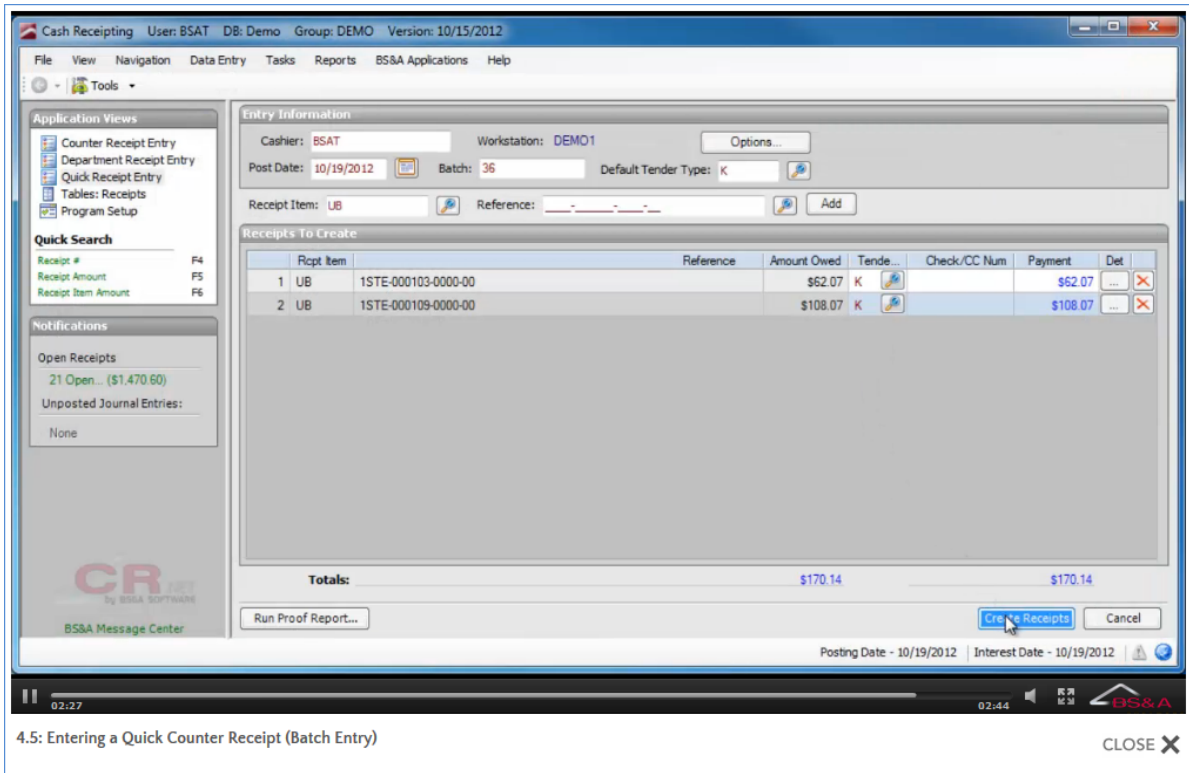 Cash Receipting User: BSAT DB: Demo Group: DEMO Version: 10/15/2012
File View Navigation Data Entry Tasks Reports BS&A Applications Help
Tools
Application Views
Counter Receipt Entry
Department Receipt Entry
Quick Receipt Entry
Tables: Receipts
Program Setup
Quick Search
Receipt # F4
Receipt Amount F5
Receipt Item Amount F6
Notifications
Open Receipts
21 Open... ($1,470.60)
Unposted Journal Entries:
None
CR.NET
by BS&A SOFTWARE
BS&A Message Center
Entry Information
Cashier: BSAT Workstation: DEMO1 Options...
Post Date: 10/19/2012 Batch: 36 Default Tender Type: K
Receipt Item: UB Reference: ____-______-____-__ Add
Receipts To Create
Rcpt Item Reference Amount Owed Tende... Check/CC Num Payment Det
1 UB 1STE-000103-0000-00 $62.07 K $62.07 ...
2 UB 1STE-000109-0000-00 $108.07 K $108.07 ...
Totals: $170.14 $170.14
Run Proof Report... Create Receipts Cancel
Posting Date - 10/19/2012 Interest Date - 10/19/2012
02:27 02:44 BS&A
4.5: Entering a Quick Counter Receipt (Batch Entry)
CLOSE X